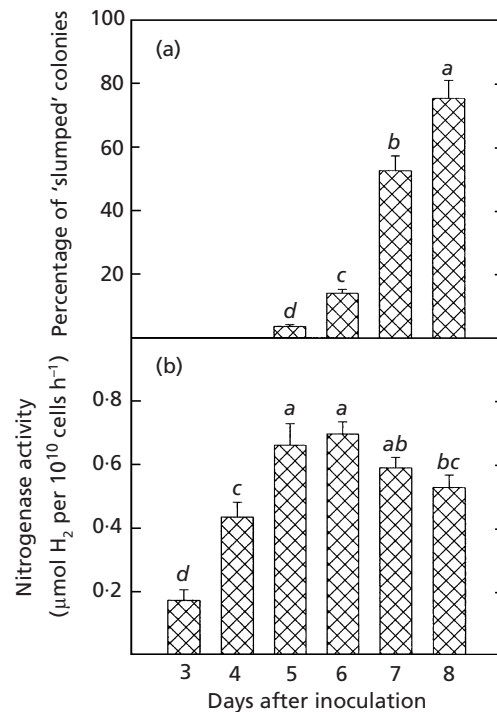 Percentage of 'slumped' colonies
(a)
100
80
60
40
20
d
c
b
a
Nitrogenase activity
(μmol H₂ per 10¹⁰ cells h⁻¹)
(b)
0·8
0·6
0·4
0·2
d
c
a
a
ab
bc
3 4 5 6 7 8
Days after inoculation